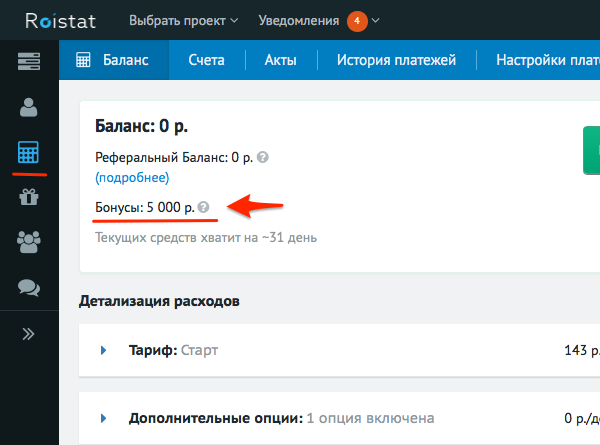 Roistat Выбрать проект Уведомления 4
Баланс Счета Акты История платежей Настройки плат
Баланс: 0 р.
Реферальный Баланс: 0 р. ?
(подробнее)
Бонусы: 5 000 р. ?
Текущих средств хватит на ~31 день
Детализация расходов
Тариф: Старт 143 р.
Дополнительные опции: 1 опция включена 0 р./д